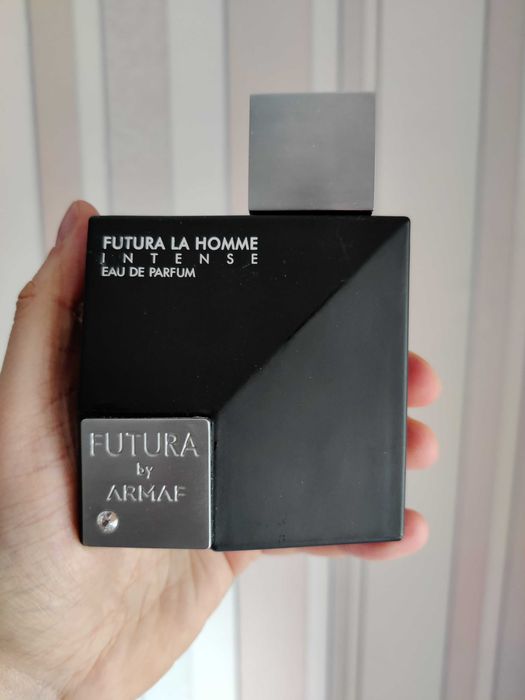 FUTURA LA HOMME
INTENSE
EAU DE PARFUM
FUTURA
by
ARMAF